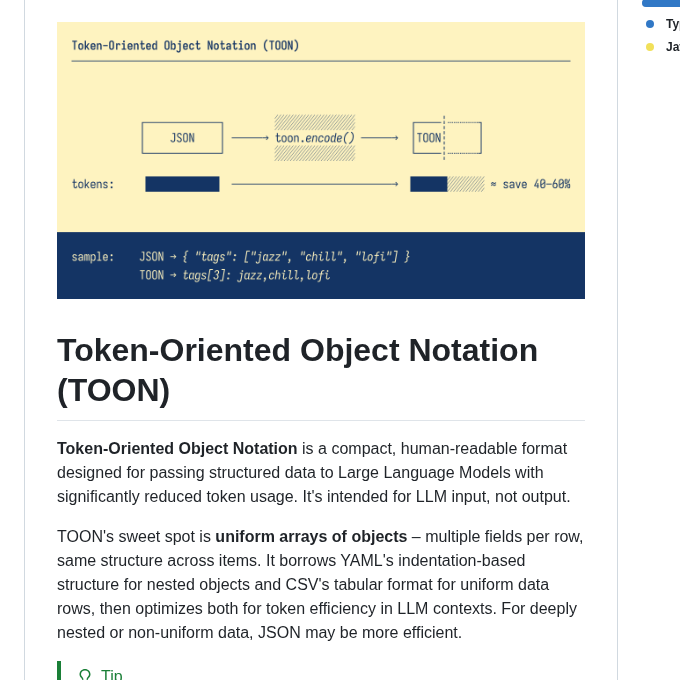 Token-Oriented Object Notation (TOON)
JSON
toon.encode()
TOON
tokens:
≈ save 40–60%
sample:
JSON → { "tags": ["jazz", "chill", "lofi"] }
TOON → tags[3]: jazz,chill,lofi
Token-Oriented Object Notation
(TOON)
Token-Oriented Object Notation is a compact, human-readable format
designed for passing structured data to Large Language Models with
significantly reduced token usage. It's intended for LLM input, not output.
TOON's sweet spot is uniform arrays of objects – multiple fields per row,
same structure across items. It borrows YAML's indentation-based
structure for nested objects and CSV's tabular format for uniform data
rows, then optimizes both for token efficiency in LLM contexts. For deeply
nested or non-uniform data, JSON may be more efficient.
Tip